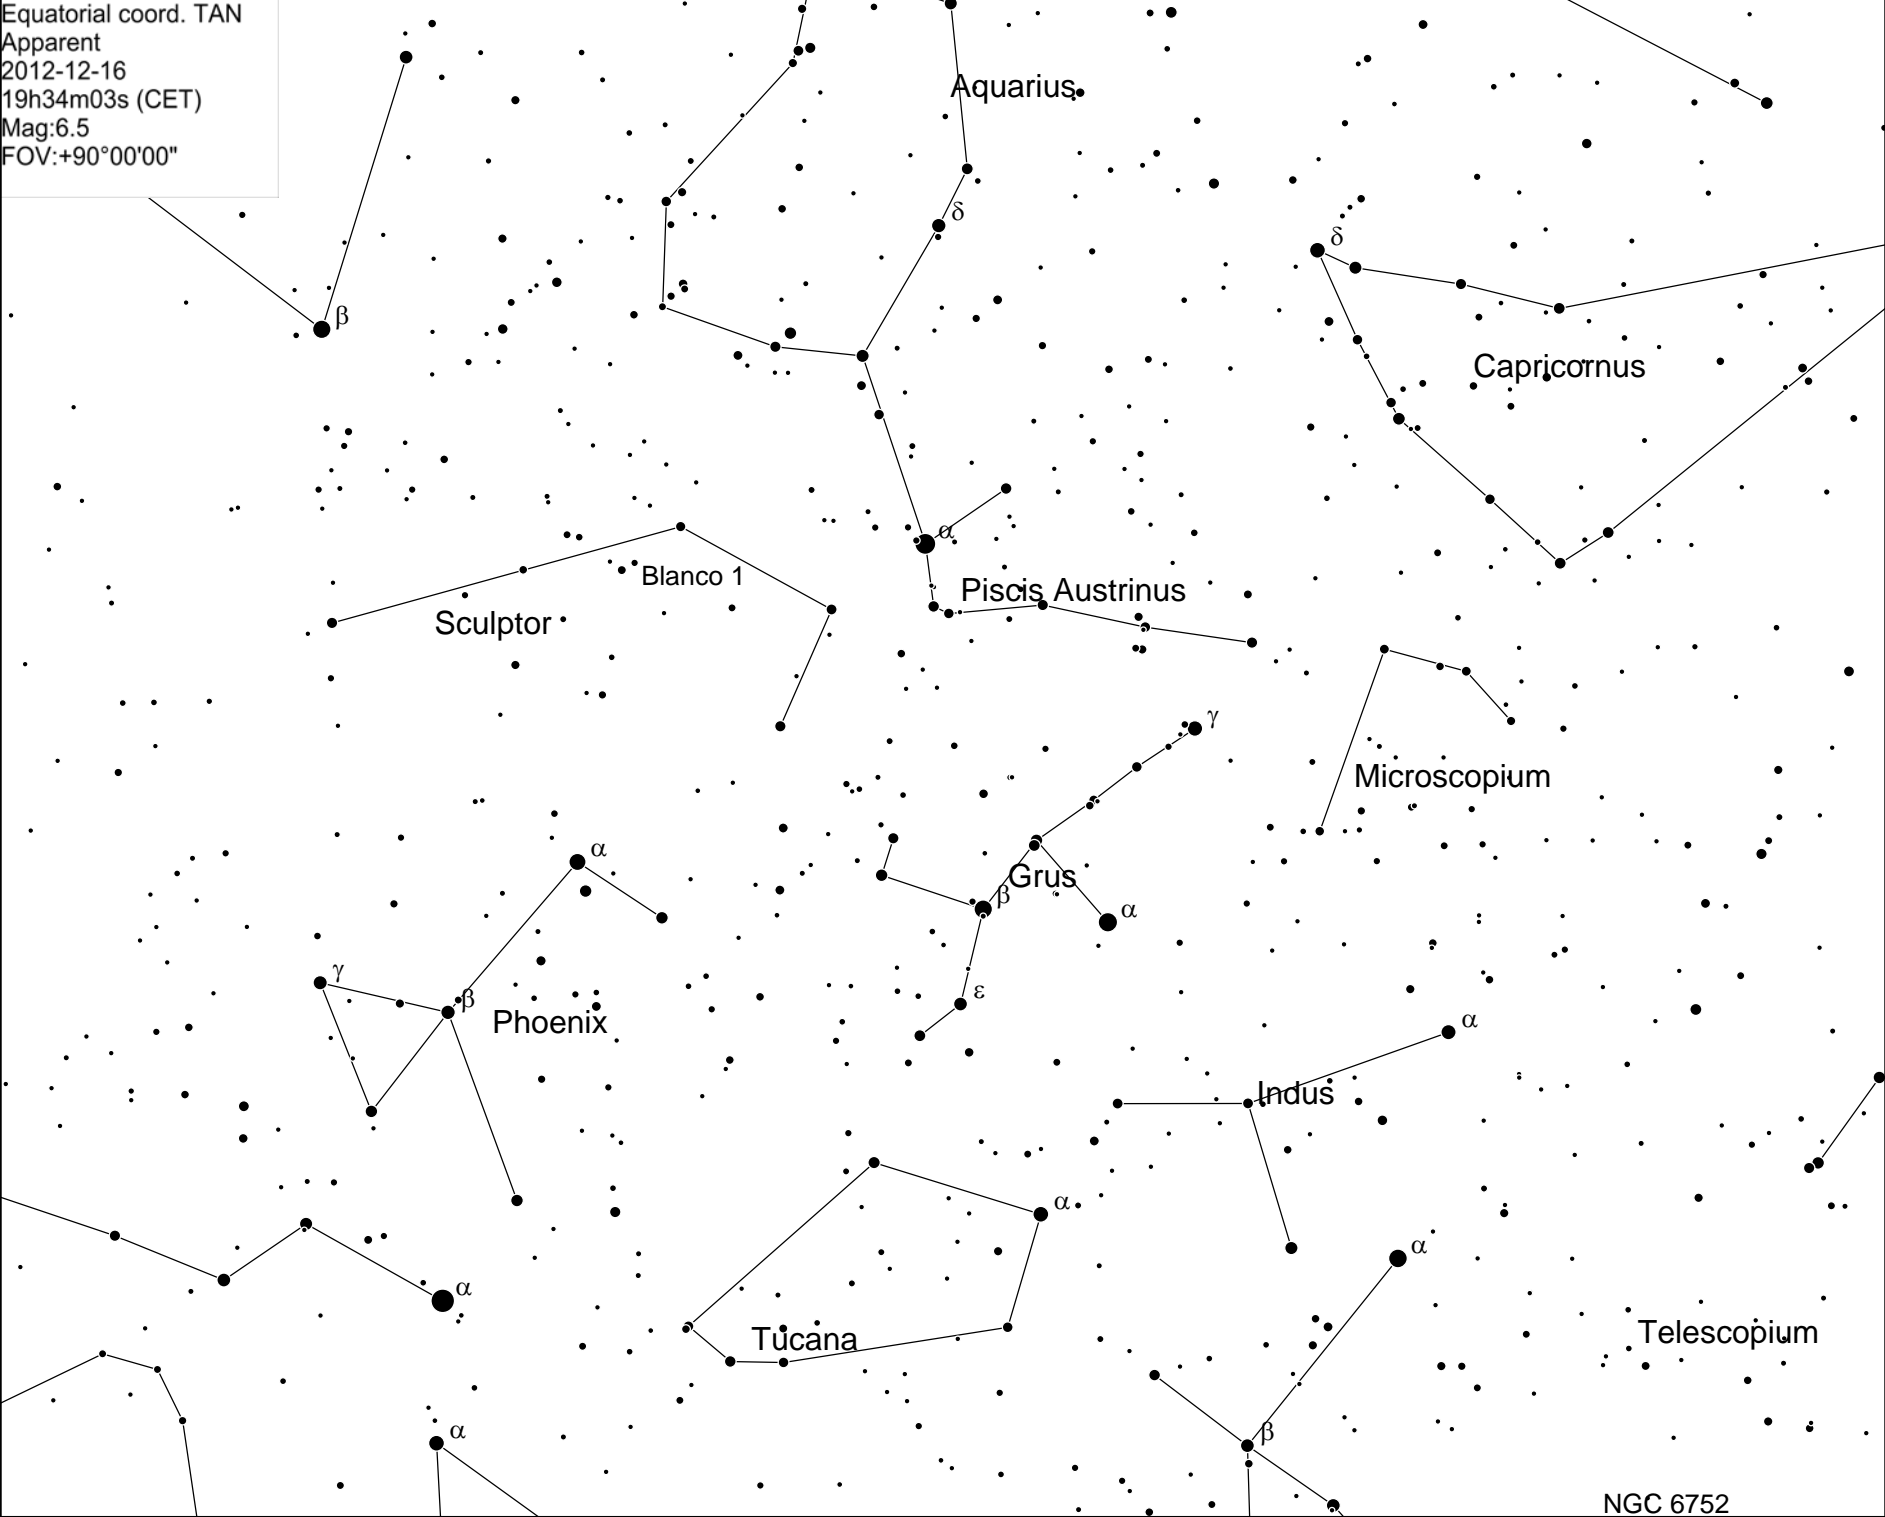 Equatorial coord. TAN
Apparent
2012-12-16
19h34m03s (CET)
Mag:6.5
FOV:+90°00'00"
Aquarius
δ
δ
β
Capricornus
α
Blanco 1
Piscis Austrinus
Sculptor
γ
Microscopium
α
Grus
β
α
γ
ε
β
Phoenix
α
Indus
α
α
α
Tucana
Telescopium
α
β
NGC 6752